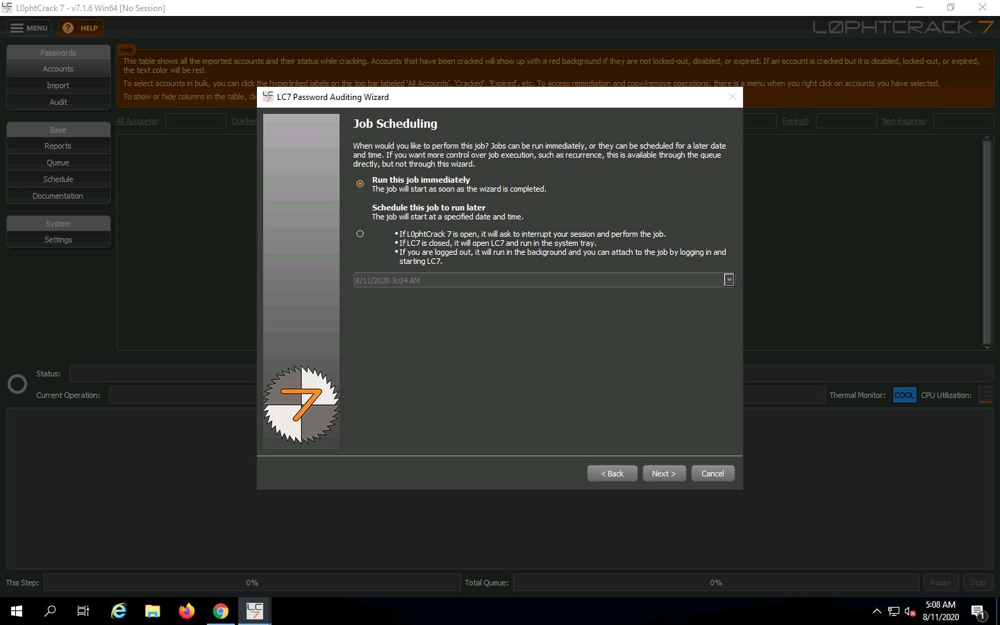 L0phtCrack 7 - v7.1.6 Win64 [No Session]
MENU
? HELP
L0PHTCRACK 7
Passwords
Accounts
Import
Audit
Base
Reports
Queue
Schedule
Documentation
System
Settings
Help
This table shows all the imported accounts and their status while cracking. Accounts that have been cracked will show up with a red background if they are not locked-out, disabled, or expired. If an account is cracked but it is disabled, locked-out, or expired,
the text color will be red.
To select accounts in bulk, you can click the hyperlinked labels on the top bar labeled 'All Accounts', 'Cracked', 'Expired', etc. To access remediation and copy/remove operations, there is a menu when you right click on accounts you have selected.
To show or hide columns in the table, cli
All Accounts:
Cracke
Expired:
Non-Expiring:
LC 7
LC7 Password Auditing Wizard
Job Scheduling
When would you like to perform this job? Jobs can be run immediately, or they can be scheduled for a later date
and time. If you want more control over job execution, such as recurrence, this is available through the queue
directly, but not through this wizard.
Run this job immediately
The job will start as soon as the wizard is completed.
Schedule this job to run later
The job will start at a specified date and time.
•If L0phtCrack 7 is open, it will ask to interrupt your session and perform the job.
•If LC7 is closed, it will open LC7 and run in the system tray.
•If you are logged out, it will run in the background and you can attach to the job by logging in and
starting LC7.
8/11/2020 5:04 AM
7
< Back
Next >
Cancel
Status:
Current Operation:
Thermal Monitor:
COOL
CPU Utilization:
This Step:
0%
Total Queue:
0%
Pause
Stop
LC 7
5:08 AM
8/11/2020
1